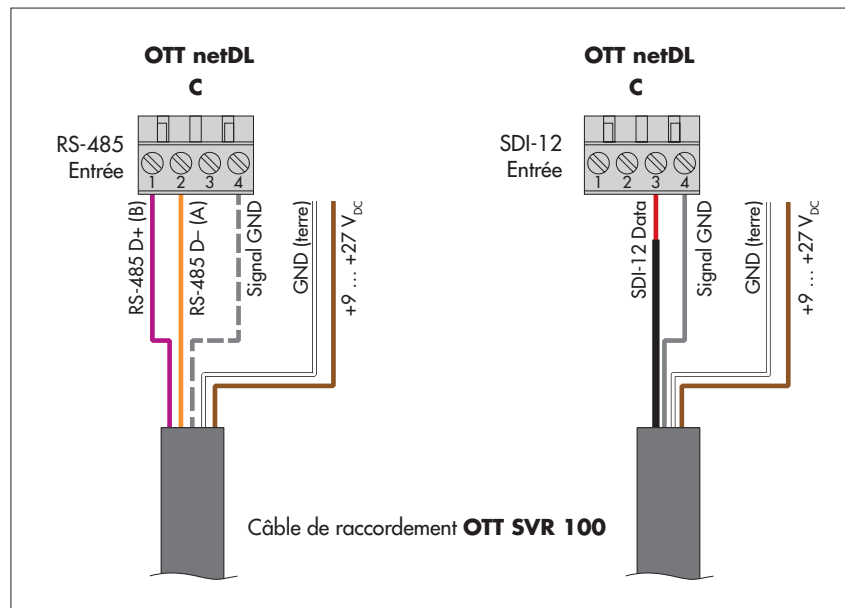 OTT netDL
C
RS-485
Entrée
1 2 3 4
RS-485 D+ (B)
RS-485 D– (A)
Signal GND
GND (terre)
+9 ... +27 VDC
OTT netDL
C
SDI-12
Entrée
1 2 3 4
SDI-12 Data
Signal GND
GND (terre)
+9 ... +27 VDC
Câble de raccordement OTT SVR 100